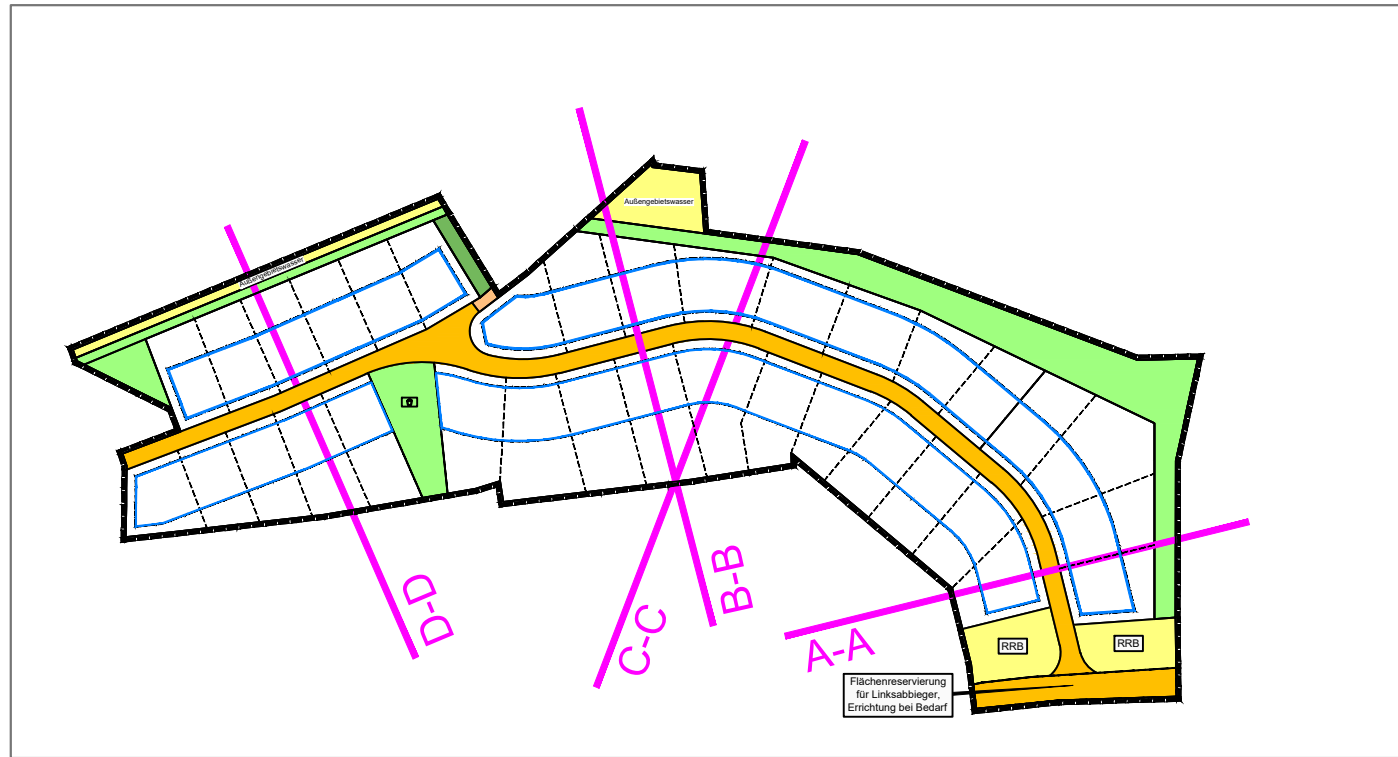 Außengebietswasser
Außengebietswasser
D-D
C-C
B-B
A-A
RRB
RRB
Flächenreservierung
für Linksabbieger,
Errichtung bei Bedarf